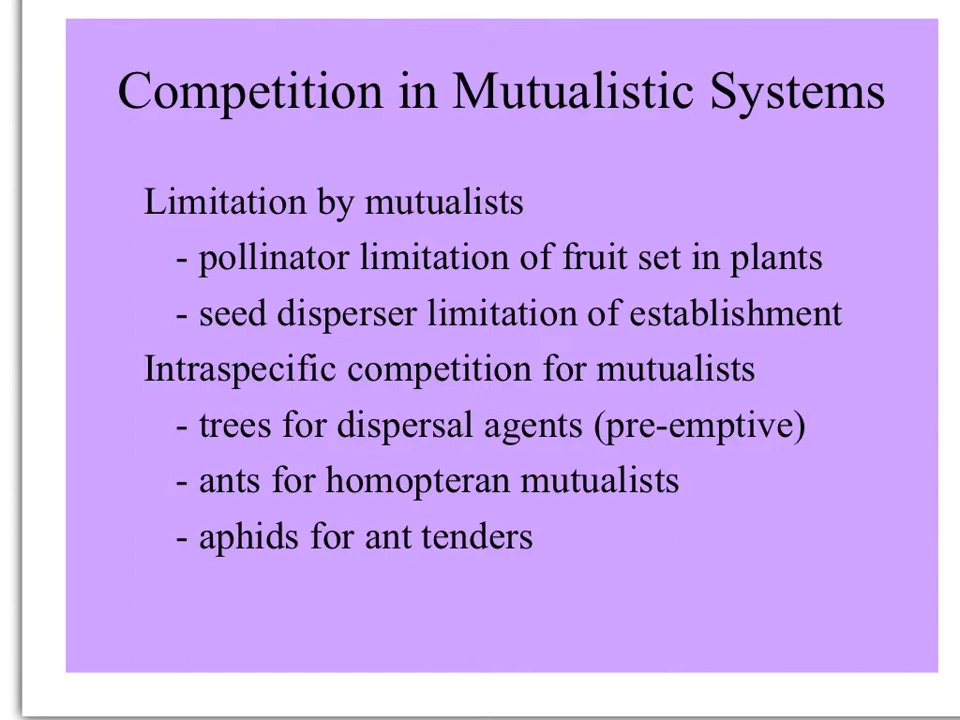 Competition in Mutualistic Systems
Limitation by mutualists
- pollinator limitation of fruit set in plants
- seed disperser limitation of establishment
Intraspecific competition for mutualists
- trees for dispersal agents (pre-emptive)
- ants for homopteran mutualists
- aphids for ant tenders